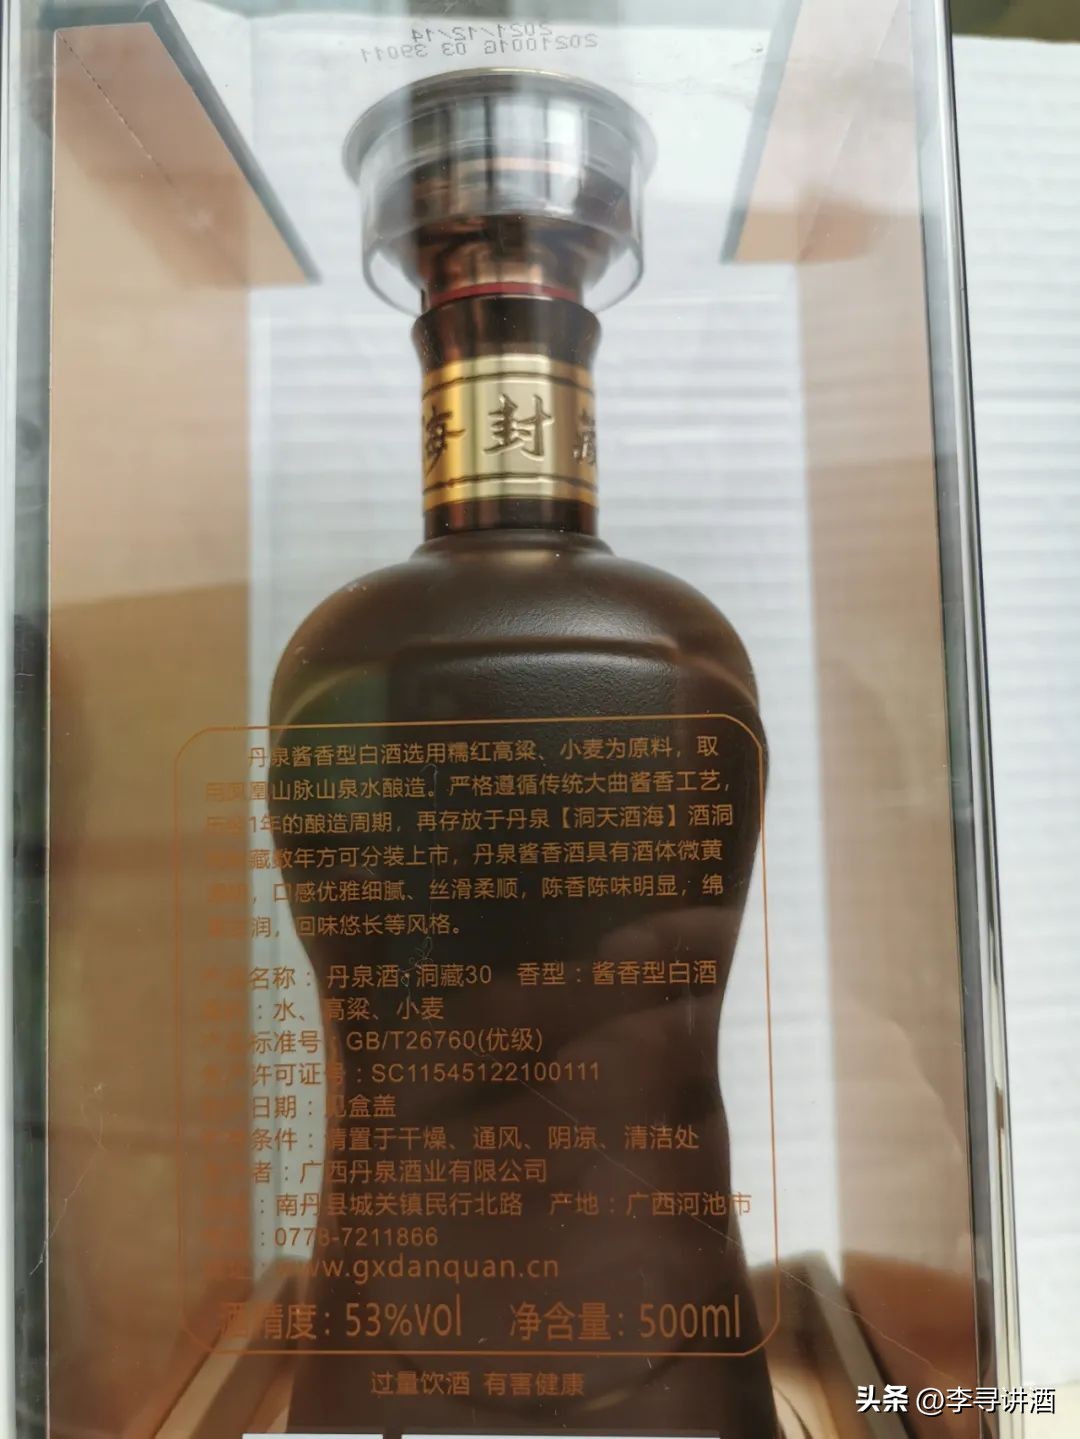 2021/12/14
20210016 03 39011
海封藏
丹泉酱香型白酒选用糯红高粱、小麦为原料，取
用凤凰山脉山泉水酿造。严格遵循传统大曲酱香工艺，
1年的酿造周期，再存放于丹泉【洞天酒海】酒洞
藏数年方可分装上市，丹泉酱香酒具有酒体微黄
，口感优雅细腻、丝滑柔顺，陈香陈味明显，绵
润，回味悠长等风格。
名称：丹泉酒·洞藏30 香型：酱香型白酒
：水、高粱、小麦
标准号：GB/T26760(优级)
许可证号：SC11545122100111
日期：见盒盖
条件：请置于干燥、通风、阴凉、清洁处
者：广西丹泉酒业有限公司
：南丹县城关镇民行北路 产地：广西河池市
：0778-7211866
www.gxdanquan.cn
酒精度：53%vol 净含量：500ml
过量饮酒 有害健康
头条 @李寻讲酒